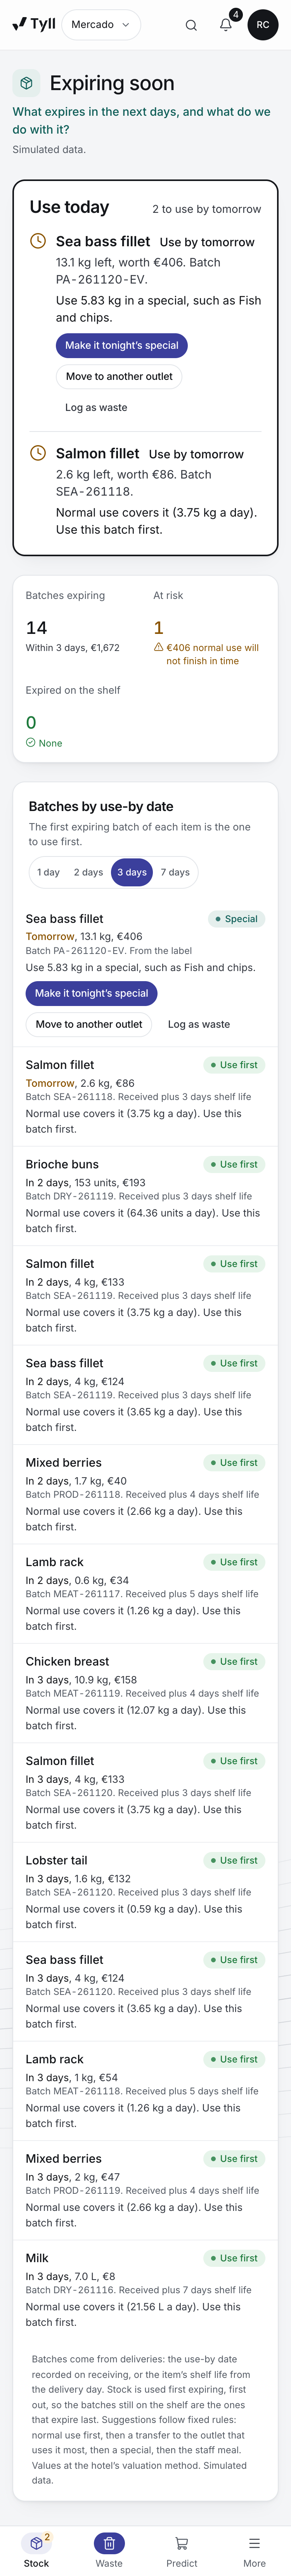 Tyll
Mercado
4
RC
Expiring soon
What expires in the next days, and what do we
do with it?
Simulated data.
Use today
2 to use by tomorrow
Sea bass fillet Use by tomorrow
13.1 kg left, worth €406. Batch
PA-261120-EV.
Use 5.83 kg in a special, such as Fish
and chips.
Make it tonight's special
Move to another outlet
Log as waste
Salmon fillet Use by tomorrow
2.6 kg left, worth €86. Batch
SEA-261118.
Normal use covers it (3.75 kg a day).
Use this batch first.
Batches expiring
14
Within 3 days, €1,672
At risk
1
€406 normal use will
not finish in time
Expired on the shelf
0
None
Batches by use-by date
The first expiring batch of each item is the one
to use first.
1 day 2 days 3 days 7 days
Sea bass fillet Special
Tomorrow, 13.1 kg, €406
Batch PA-261120-EV. From the label
Use 5.83 kg in a special, such as Fish and chips.
Make it tonight's special
Move to another outlet Log as waste
Salmon fillet Use first
Tomorrow, 2.6 kg, €86
Batch SEA-261118. Received plus 3 days shelf life
Normal use covers it (3.75 kg a day). Use this
batch first.
Brioche buns Use first
In 2 days, 153 units, €193
Batch DRY-261119. Received plus 3 days shelf life
Normal use covers it (64.36 units a day). Use this
batch first.
Salmon fillet Use first
In 2 days, 4 kg, €133
Batch SEA-261119. Received plus 3 days shelf life
Normal use covers it (3.75 kg a day). Use this
batch first.
Sea bass fillet Use first
In 2 days, 4 kg, €124
Batch SEA-261119. Received plus 3 days shelf life
Normal use covers it (3.65 kg a day). Use this
batch first.
Mixed berries Use first
In 2 days, 1.7 kg, €40
Batch PROD-261118. Received plus 4 days shelf life
Normal use covers it (2.66 kg a day). Use this
batch first.
Lamb rack Use first
In 2 days, 0.6 kg, €34
Batch MEAT-261117. Received plus 5 days shelf life
Normal use covers it (1.26 kg a day). Use this
batch first.
Chicken breast Use first
In 3 days, 10.9 kg, €158
Batch MEAT-261119. Received plus 4 days shelf life
Normal use covers it (12.07 kg a day). Use this
batch first.
Salmon fillet Use first
In 3 days, 4 kg, €133
Batch SEA-261120. Received plus 3 days shelf life
Normal use covers it (3.75 kg a day). Use this
batch first.
Lobster tail Use first
In 3 days, 1.6 kg, €132
Batch SEA-261120. Received plus 3 days shelf life
Normal use covers it (0.59 kg a day). Use this
batch first.
Sea bass fillet Use first
In 3 days, 4 kg, €124
Batch SEA-261120. Received plus 3 days shelf life
Normal use covers it (3.65 kg a day). Use this
batch first.
Lamb rack Use first
In 3 days, 1 kg, €54
Batch MEAT-261118. Received plus 5 days shelf life
Normal use covers it (1.26 kg a day). Use this
batch first.
Mixed berries Use first
In 3 days, 2 kg, €47
Batch PROD-261119. Received plus 4 days shelf life
Normal use covers it (2.66 kg a day). Use this
batch first.
Milk Use first
In 3 days, 7.0 L, €8
Batch DRY-261116. Received plus 7 days shelf life
Normal use covers it (21.56 L a day). Use this
batch first.
Batches come from deliveries: the use-by date
recorded on receiving, or the item's shelf life from
the delivery day. Stock is used first expiring, first
out, so the batches still on the shelf are the ones
that expire last. Suggestions follow fixed rules:
normal use first, then a transfer to the outlet that
uses it most, then a special, then the staff meal.
Values at the hotel's valuation method. Simulated
data.
2
Stock Waste Predict More